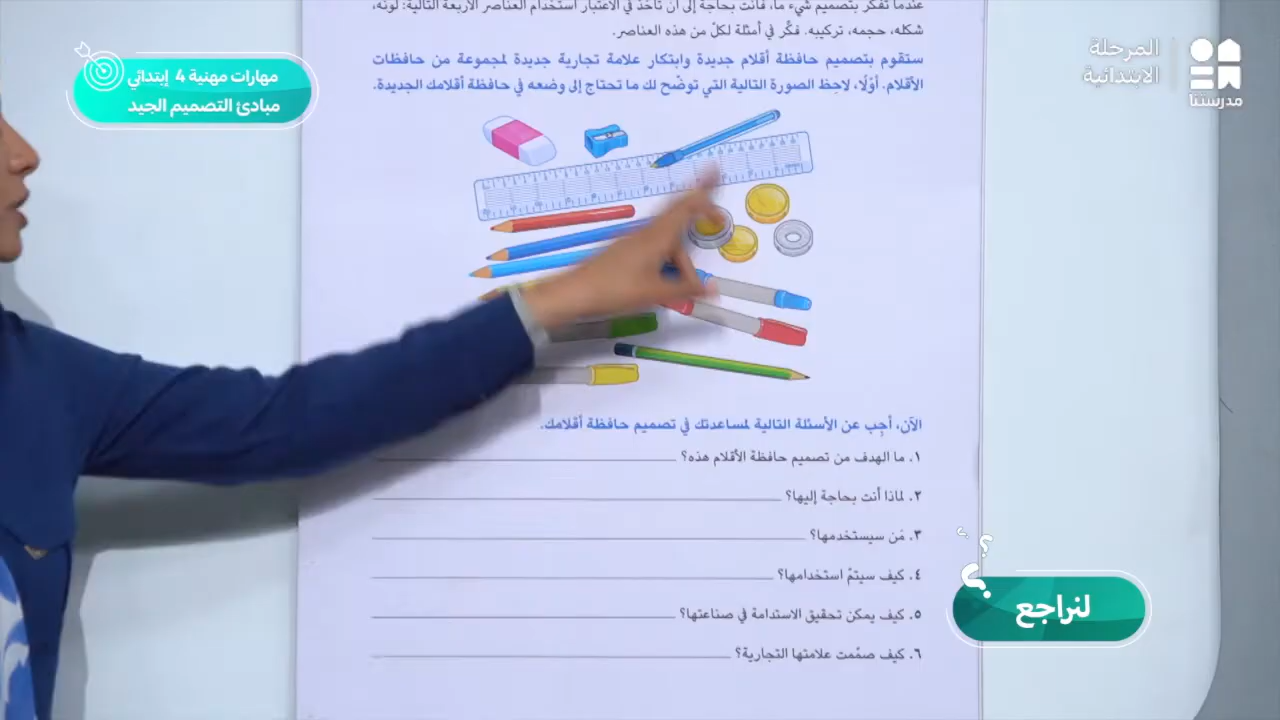 عندما تفكّر بتصميم شيء ما، فأنت بحاجة إلى أن تأخذ في الاعتبار استخدام العناصر الأربعة التالية: لونه،
شكله، حجمه، تركيبه. فكّر في أمثلة لكلّ من هذه العناصر.
ستقوم بتصميم حافظة أقلام جديدة وابتكار علامة تجارية جديدة لمجموعة من حافظات
الأقلام. أوّلًا، لاحِظ الصورة التالية التي توضّح لك ما تحتاج إلى وضعه في حافظة أقلامك الجديدة.
الآن، أجِب عن الأسئلة التالية لمساعدتك في تصميم حافظة أقلامك.
١. ما الهدف من تصميم حافظة الأقلام هذه؟
٢. لماذا أنت بحاجة إليها؟
٣. مَن سيستخدمها؟
٤. كيف سيتمّ استخدامها؟
٥. كيف يمكن تحقيق الاستدامة في صناعتها؟
٦. كيف صمّمت علامتها التجارية؟
مهارات مهنية 4 إبتدائي
مبادئ التصميم الجيد
المرحلة
الابتدائية
مدرستنا
لنراجع